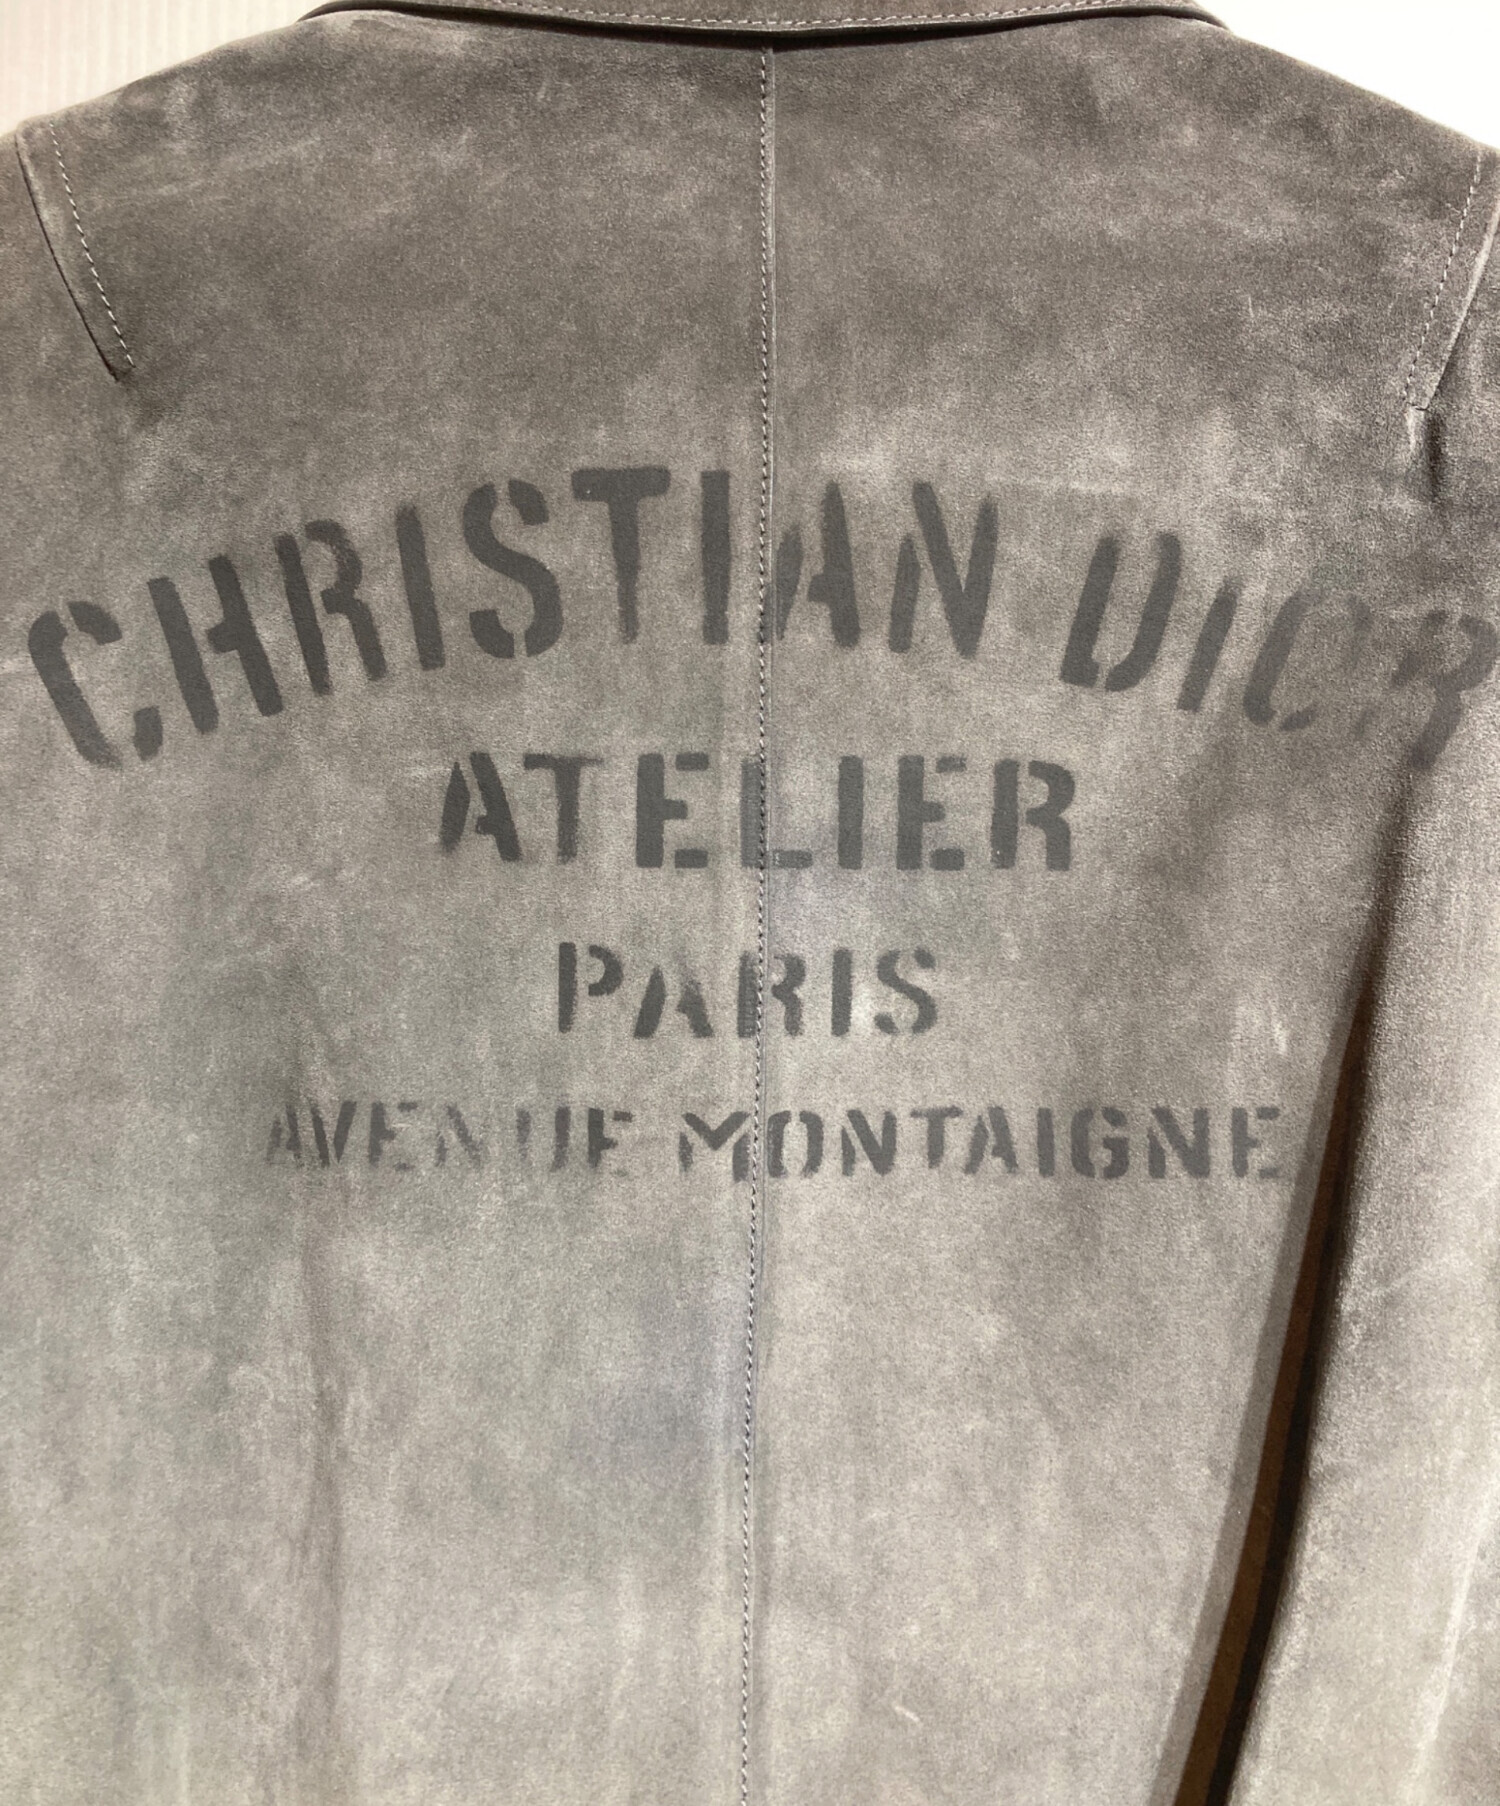 CHRISTIAN DIOR
ATELIER
PARIS
AVENUE MONTAIGNE